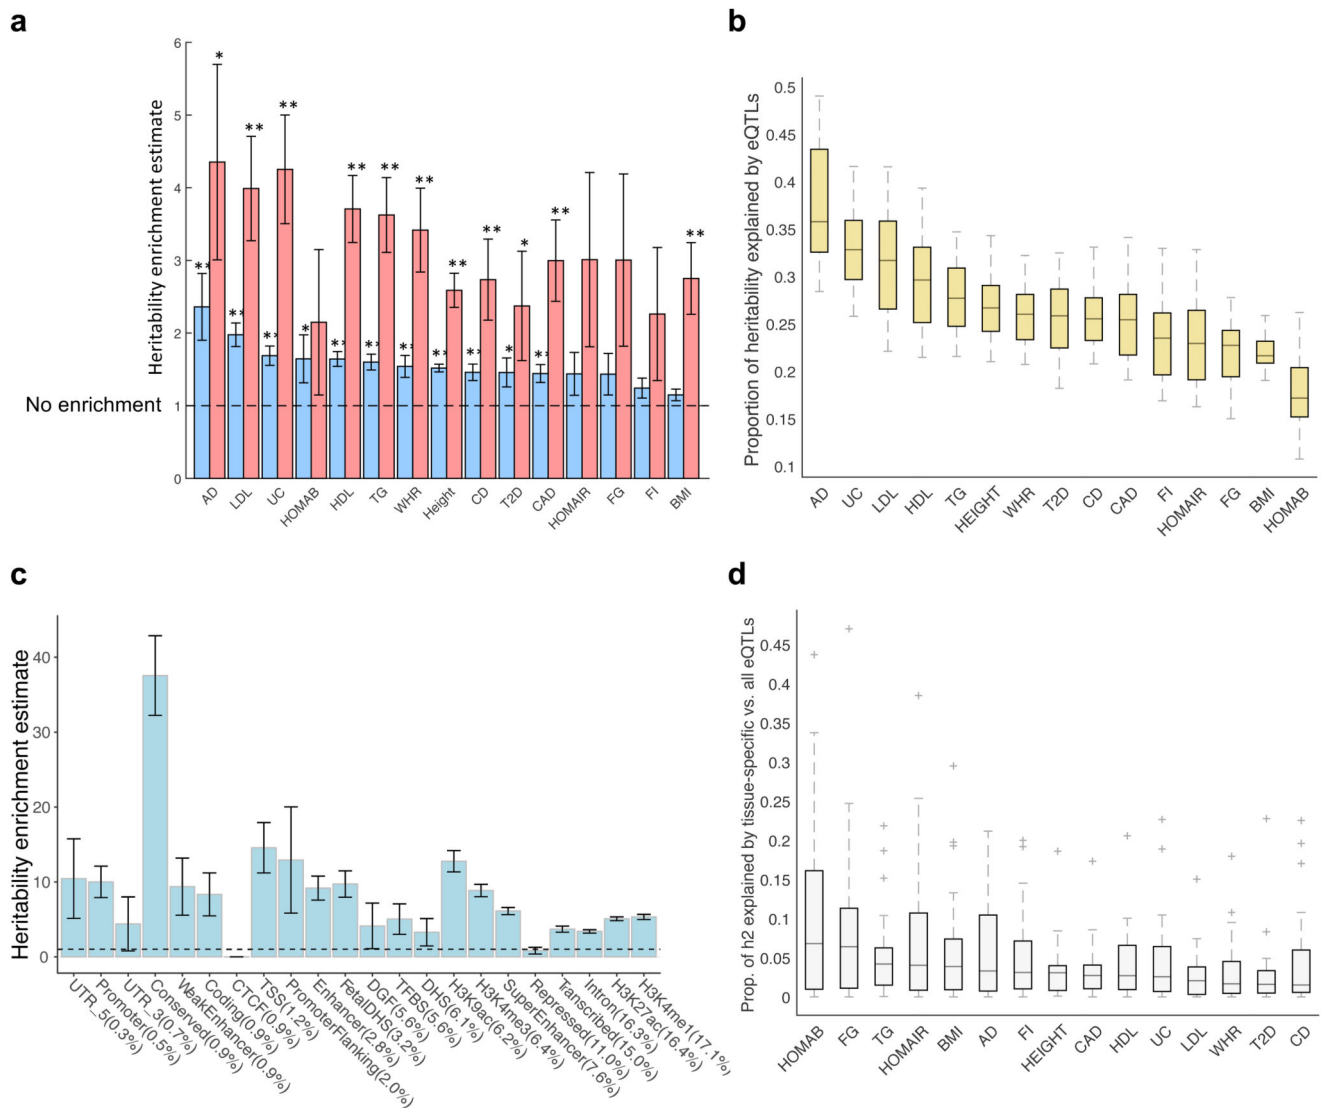 a
Heritability enrichment estimate
6
5
4
3
2
1
0
No enrichment
*
**
**
**
**
**
**
**
**
*
**
**
**
**
**
*
**
**
**
**
**
*
**
AD
LDL
UC
HOMAB
HDL
TG
WHR
Height
CD
T2D
CAD
HOMAIR
FG
FI
BMI
b
Proportion of heritability explained by eQTLs
0.5
0.45
0.4
0.35
0.3
0.25
0.2
0.15
0.1
AD
UC
LDL
HDL
TG
HEIGHT
WHR
T2D
CD
CAD
FI
HOMAIR
FG
BMI
HOMAB
c
Heritability enrichment estimate
40
30
20
10
0
UTR_5(0.3%)
Promoter(0.5%)
UTR_3(0.7%)
Conserved(0.9%)
WeakEnhancer(0.9%)
Coding(0.9%)
CTCF(0.9%)
TSS(1.2%)
PromoterFlanking(2.0%)
Enhancer(2.8%)
FetalDHS(3.2%)
DGF(5.6%)
TFBS(5.6%)
DHS(6.1%)
H3K9ac(6.2%)
H3K4me3(6.4%)
SuperEnhancer(7.6%)
Repressed(11.0%)
Transcribed(15.0%)
Intron(16.3%)
H3K27ac(16.4%)
H3K4me1(17.1%
d
Prop. of h2 explained by tissue-specific vs. all eQTLs
0.45
0.4
0.35
0.3
0.25
0.2
0.15
0.1
0.05
0
HOMAB
FG
TG
HOMAIR
BMI
AD
FI
HEIGHT
CAD
HDL
UC
LDL
WHR
T2D
CD